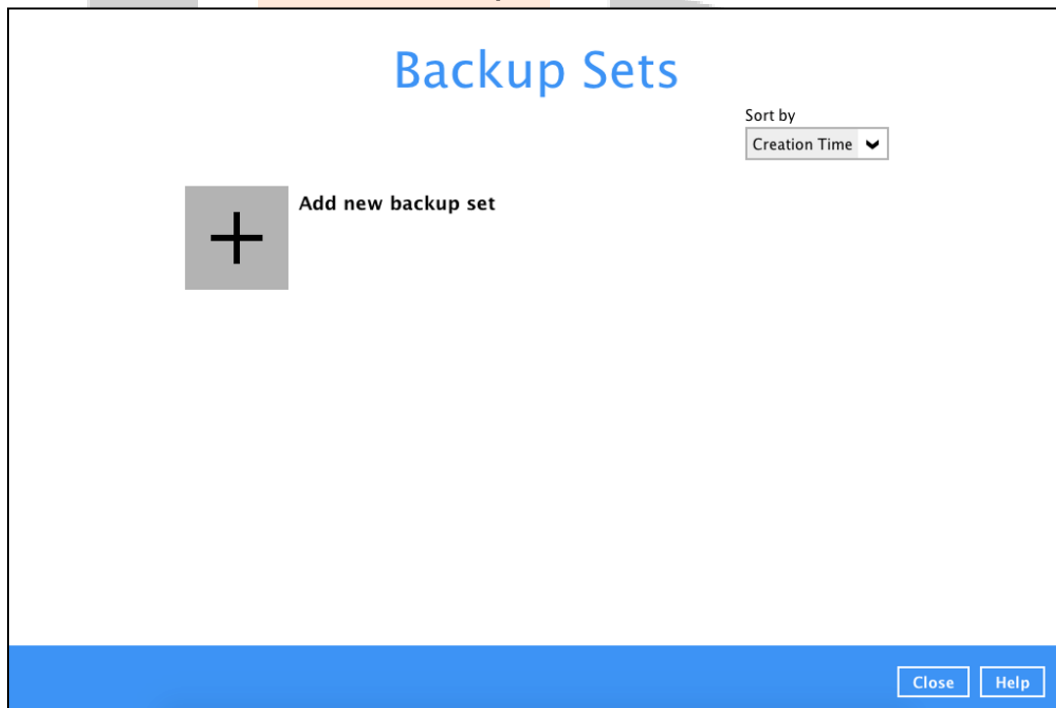 Backup Sets
Sort by
Creation Time
Add new backup set
Close
Help